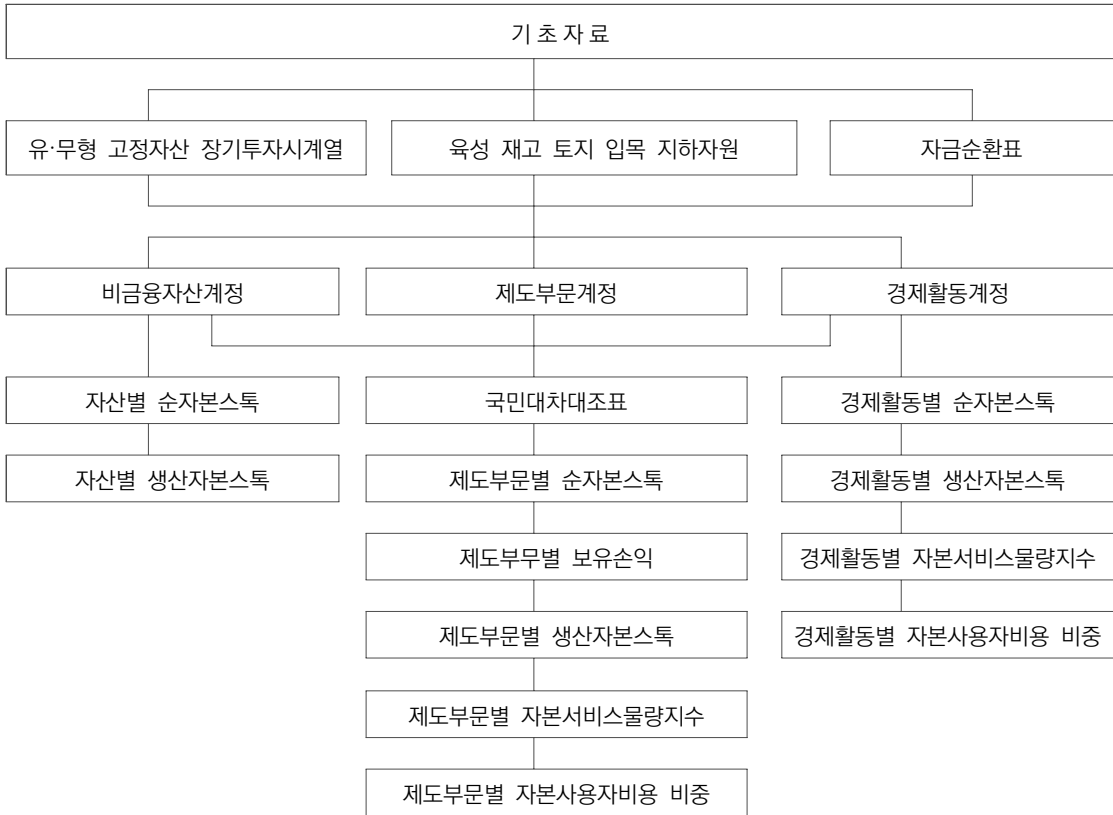 기초자료
유·무형 고정자산 장기투자시계열
육성 재고 토지 입목 지하자원
자금순환표
비금융자산계정
제도부문계정
경제활동계정
자산별 순자본스톡
국민대차대조표
경제활동별 순자본스톡
자산별 생산자본스톡
제도부문별 순자본스톡
경제활동별 생산자본스톡
제도부무별 보유손익
경제활동별 자본서비스물량지수
제도부문별 생산자본스톡
경제활동별 자본사용자비용 비중
제도부문별 자본서비스물량지수
제도부문별 자본사용자비용 비중